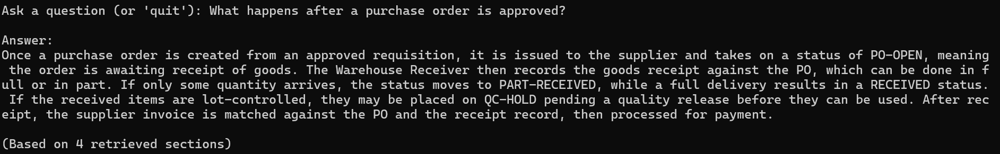 Ask a question (or 'quit'): What happens after a purchase order is approved?
Answer:
Once a purchase order is created from an approved requisition, it is issued to the supplier and takes on a status of PO-OPEN, meaning
 the order is awaiting receipt of goods. The Warehouse Receiver then records the goods receipt against the PO, which can be done in f
ull or in part. If only some quantity arrives, the status moves to PART-RECEIVED, while a full delivery results in a RECEIVED status.
 If the received items are lot-controlled, they may be placed on QC-HOLD pending a quality release before they can be used. After rec
eipt, the supplier invoice is matched against the PO and the receipt record, then processed for payment.
(Based on 4 retrieved sections)